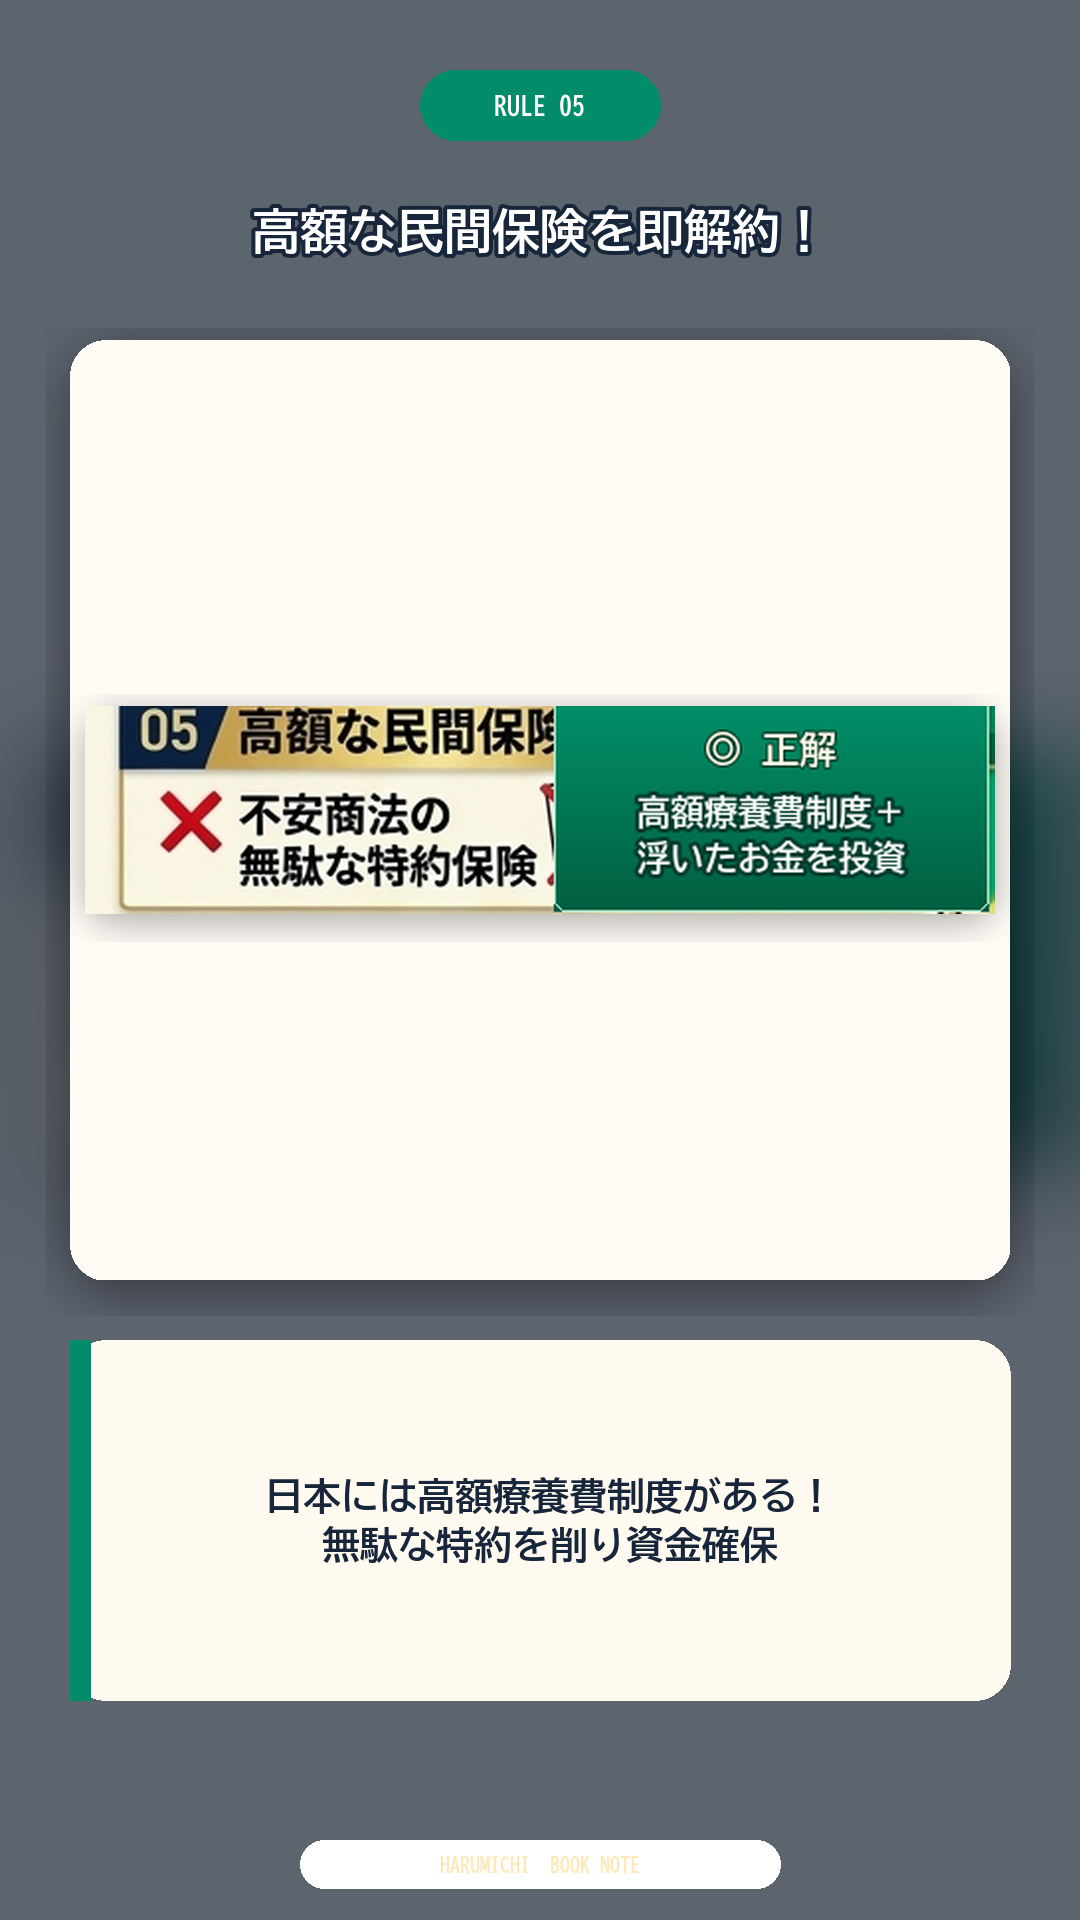 RULE 05
高額な民間保険を即解約！
05 高額な民間保険
不安商法の
無駄な特約保険
◎ 正解
高額療養費制度＋
浮いたお金を投資
日本には高額療養費制度がある！
無駄な特約を削り資金確保
HARUMICHI BOOK NOTE